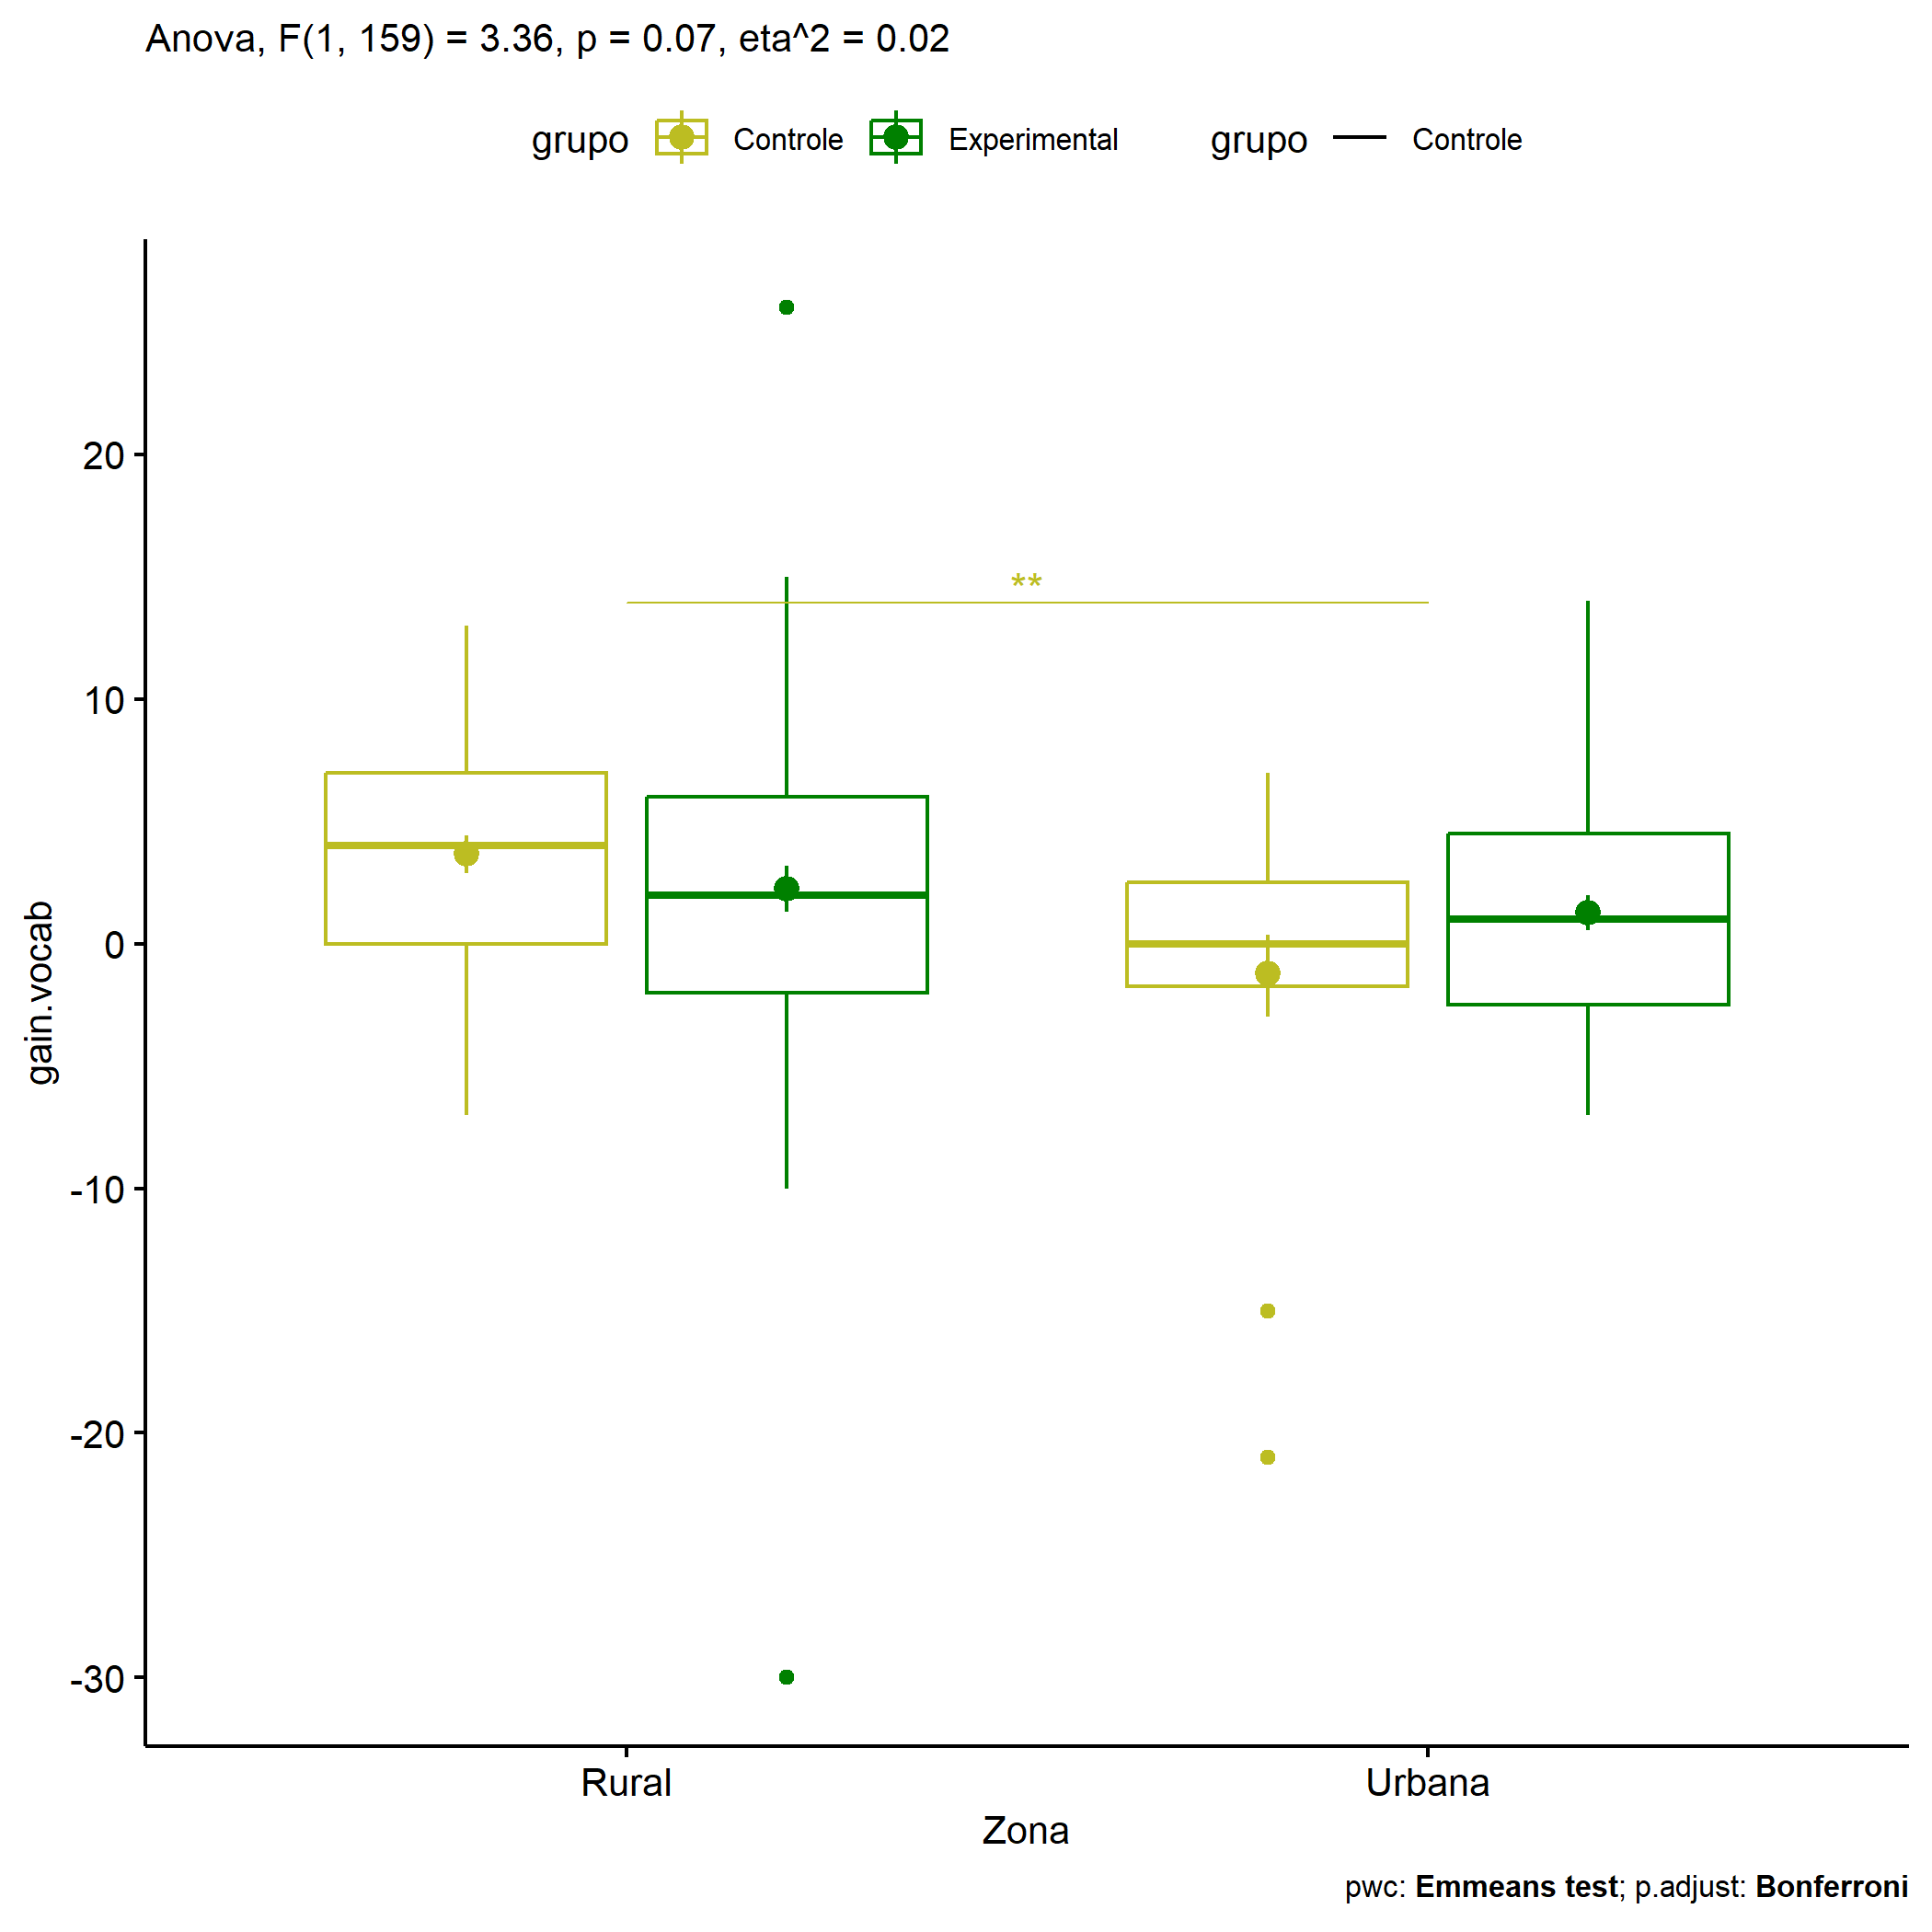 Anova, F(1, 159) = 3.36, p = 0.07, eta^2 = 0.02
grupo Controle Experimental grupo Controle
gain.vocab
20
10
0
-10
-20
-30
**
Rural Urbana
Zona
pwc: Emmeans test; p.adjust: Bonferroni